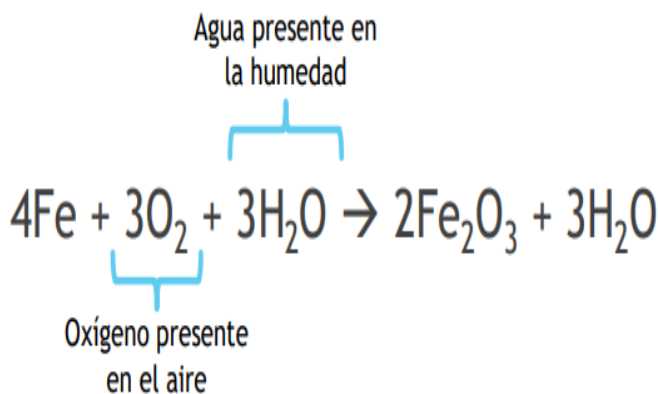 Agua presente en
la humedad
4Fe + 3O₂ + 3H₂O → 2Fe₂O₃ + 3H₂O
Oxígeno presente
en el aire